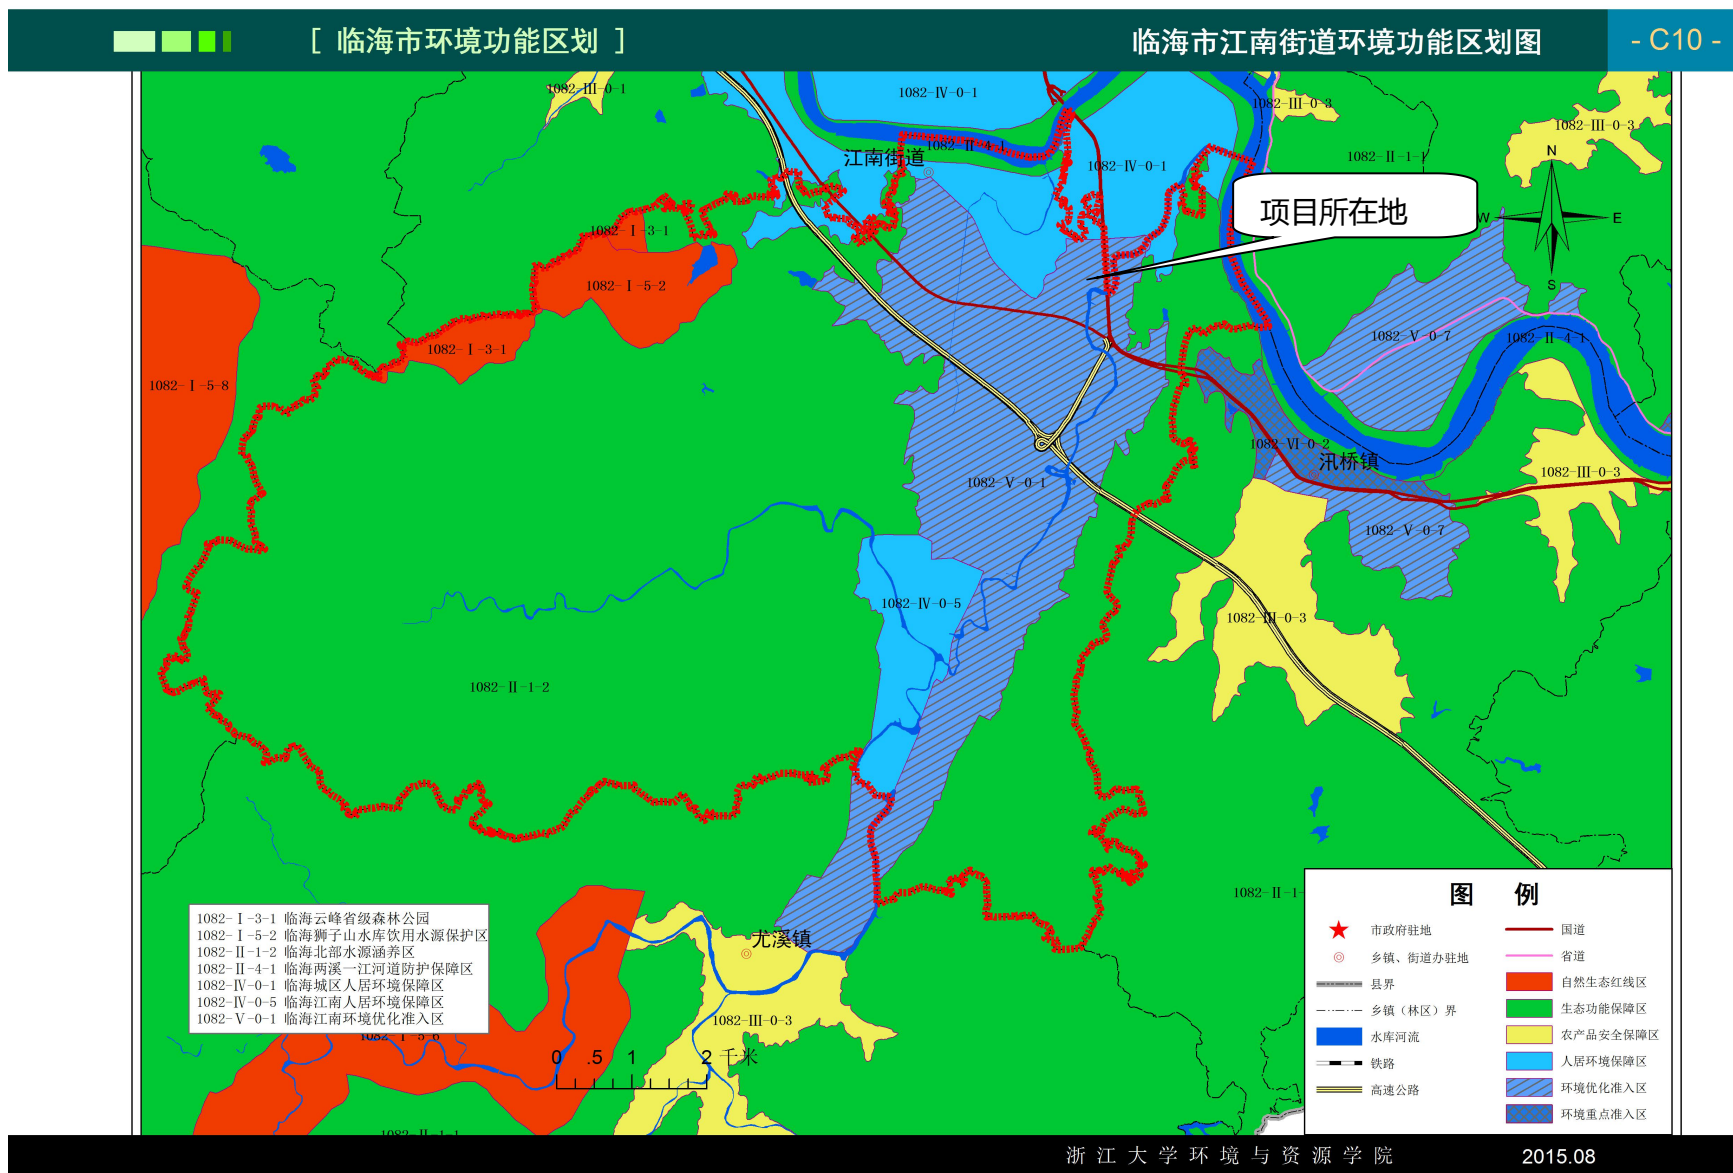 [ 临海市环境功能区划 ]
临海市江南街道环境功能区划图
- C10 -
1082-III-0-1
1082-IV-0-1
1082-III-0-3
1082-III-0-3
江南街道
1082-II-4-1
1082-IV-0-1
1082-II-1-1
N
W
E
S
项目所在地
1082-I-3-1
1082-I-5-2
1082-I-3-1
1082-V-0-7
1082-II-4-1
1082-I-5-8
1082-VI-0-2
汛桥镇
1082-III-0-3
1082-V-0-1
1082-V-0-7
1082-IV-0-5
1082-III-0-3
1082-II-1-2
1082-II-1-
尤溪镇
1082-III-0-3
1082-I-3-1 临海云峰省级森林公园
1082-I-5-2 临海狮子山水库饮用水源保护区
1082-II-1-2 临海北部水源涵养区
1082-II-4-1 临海两溪一江河道防护保障区
1082-IV-0-1 临海城区人居环境保障区
1082-IV-0-5 临海江南人居环境保障区
1082-V-0-1 临海江南环境优化准入区
1082-I-5-6
0 .5 1 2 千米
1082-II-1-1
图 例
市政府驻地
乡镇、街道办驻地
县界
乡镇（林区）界
水库河流
铁路
高速公路
国道
省道
自然生态红线区
生态功能保障区
农产品安全保障区
人居环境保障区
环境优化准入区
环境重点准入区
浙江大学环境与资源学院
2015.08